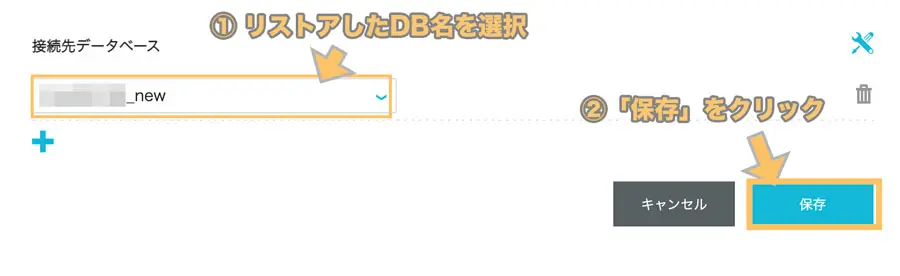 ① リストアしたDB名を選択
接続先データベース
_new
②「保存」をクリック
キャンセル
保存